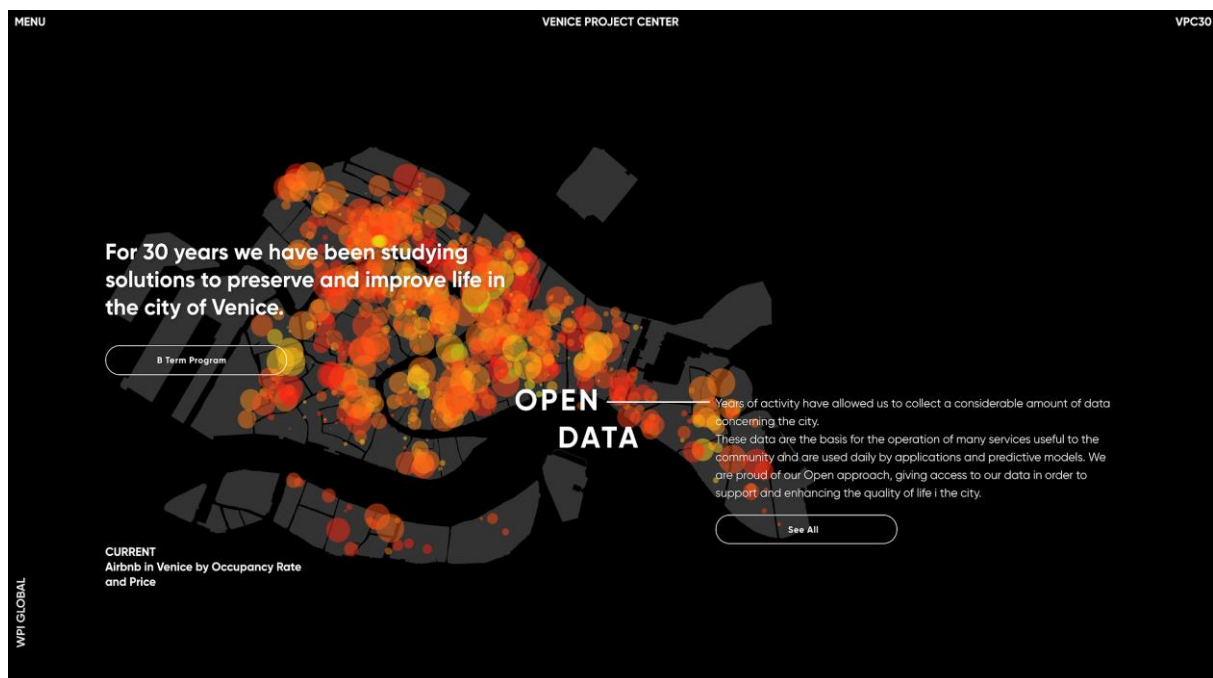 MENU
VENICE PROJECT CENTER
VPC30
For 30 years we have been studying
solutions to preserve and improve life in
the city of Venice.
B Term Program
OPEN
DATA
Years of activity have allowed us to collect a considerable amount of data
concerning the city.
These data are the basis for the operation of many services useful to the
community and are used daily by applications and predictive models. We
are proud of our Open approach, giving access to our data in order to
support and enhancing the quality of life i the city.
See All
CURRENT
Airbnb in Venice by Occupancy Rate
and Price
WPI GLOBAL